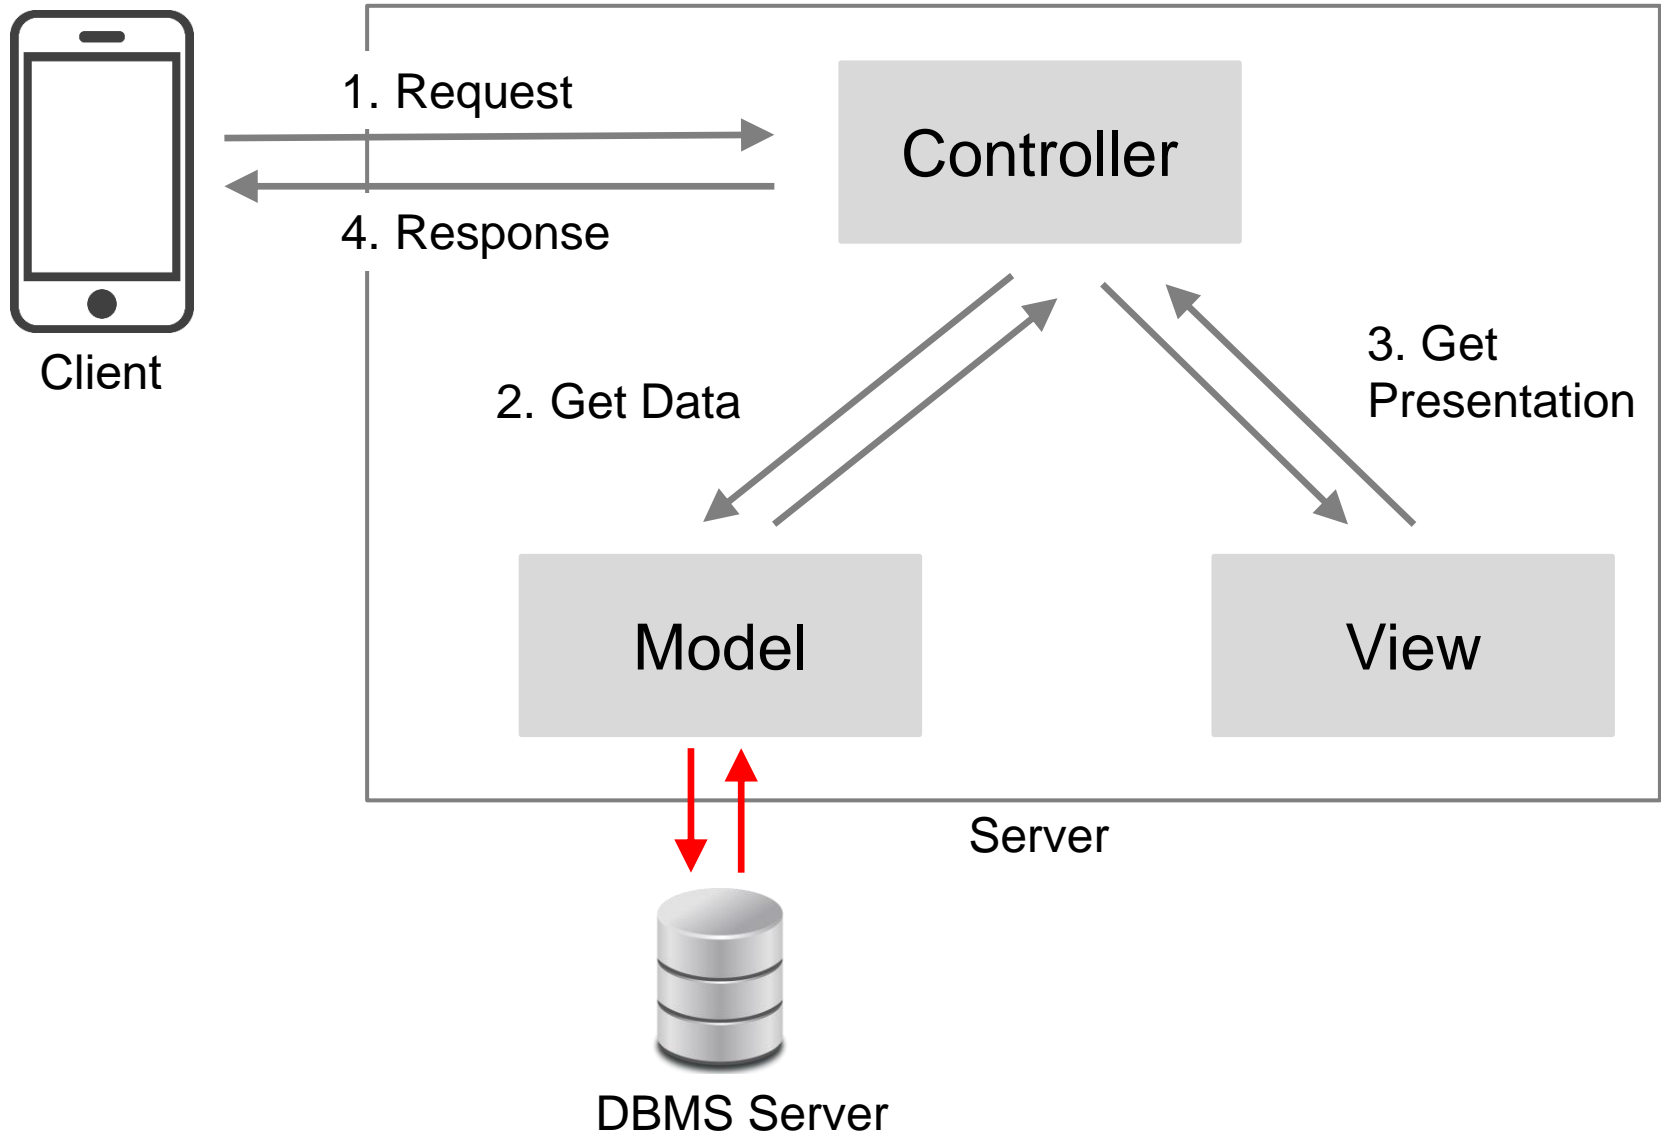 1. Request
Controller
4. Response
Client
3. Get
Presentation
2. Get Data
Model
View
Server
DBMS Server